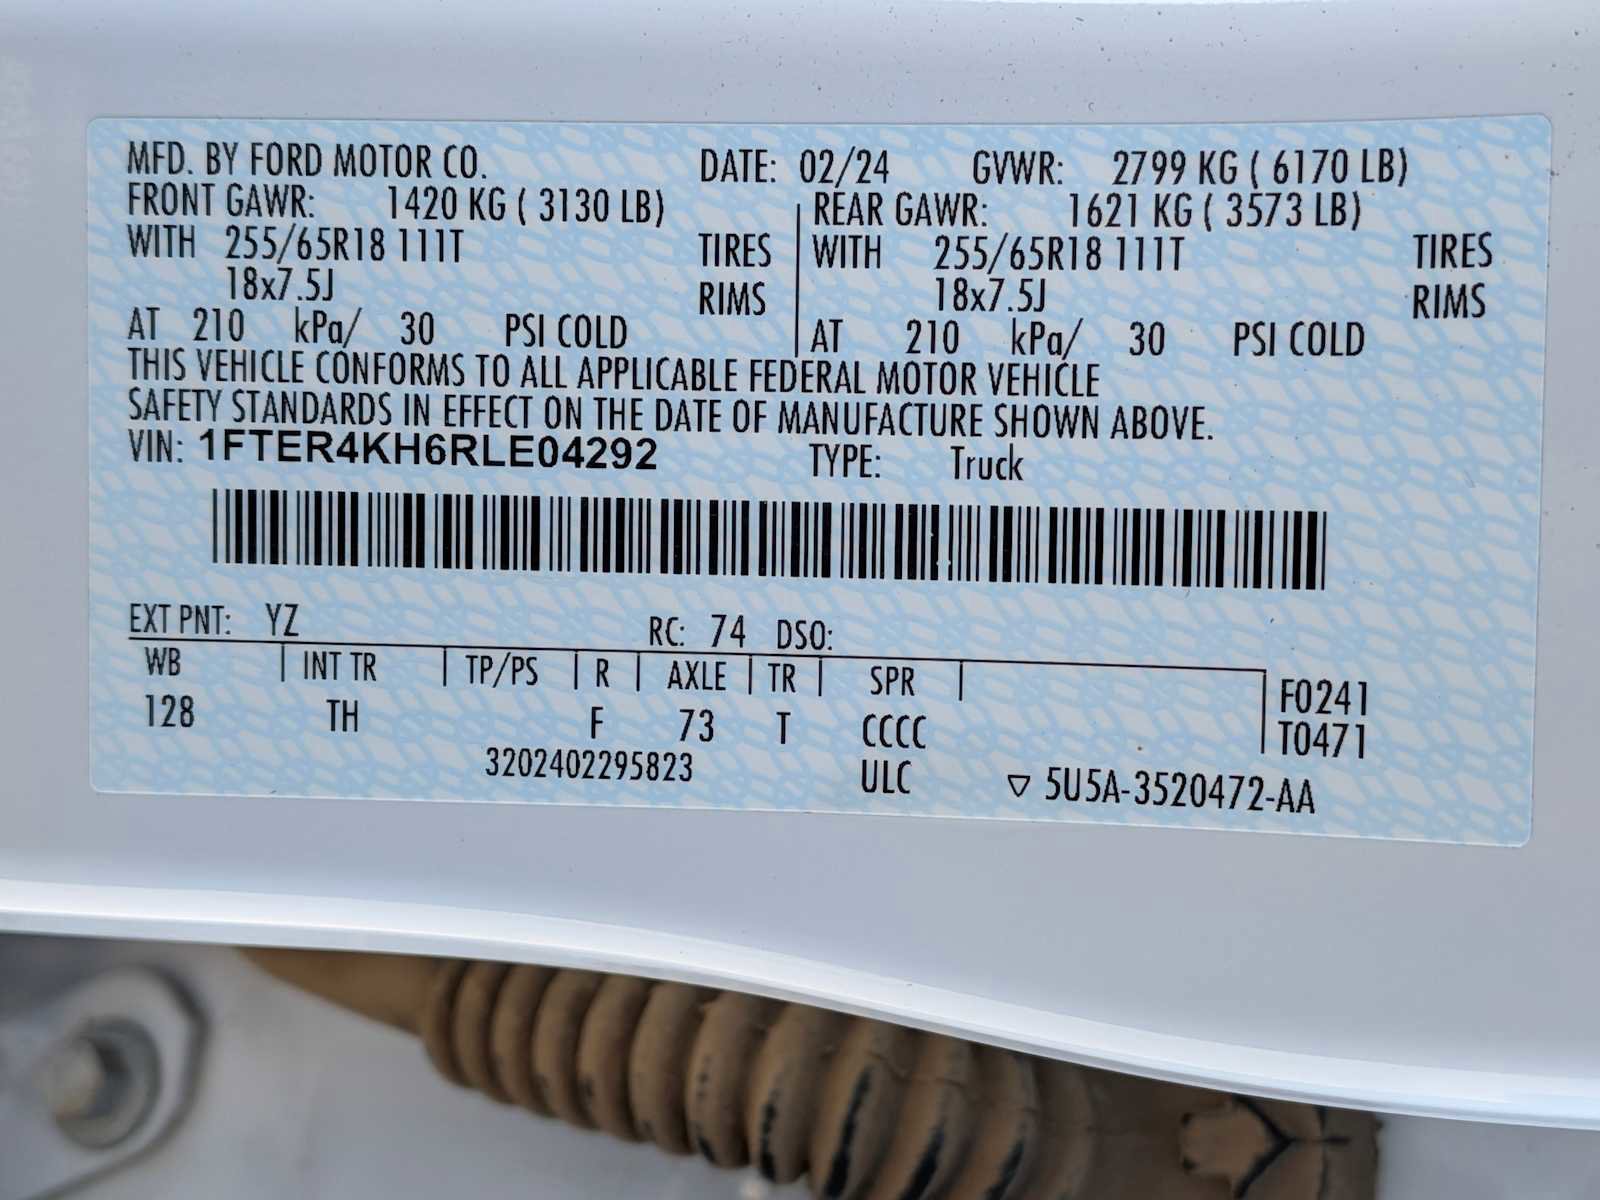 MFD. BY FORD MOTOR CO. DATE: 02/24 GVWR: 2799 KG ( 6170 LB)
FRONT GAWR: 1420 KG ( 3130 LB) REAR GAWR: 1621 KG ( 3573 LB)
WITH 255/65R18 111T TIRES WITH 255/65R18 111T TIRES
18x7.5J RIMS 18x7.5J RIMS
AT 210 kPa/ 30 PSI COLD AT 210 kPa/ 30 PSI COLD
THIS VEHICLE CONFORMS TO ALL APPLICABLE FEDERAL MOTOR VEHICLE
SAFETY STANDARDS IN EFFECT ON THE DATE OF MANUFACTURE SHOWN ABOVE.
VIN: 1FTER4KH6RLE04292 TYPE: Truck
EXT PNT: YZ RC: 74 DSO:
WB INT TR TP/PS R AXLE TR SPR F0241
128 TH F 73 T CCCC T0471
3202402295823 ULC ▽ 5U5A-3520472-AA